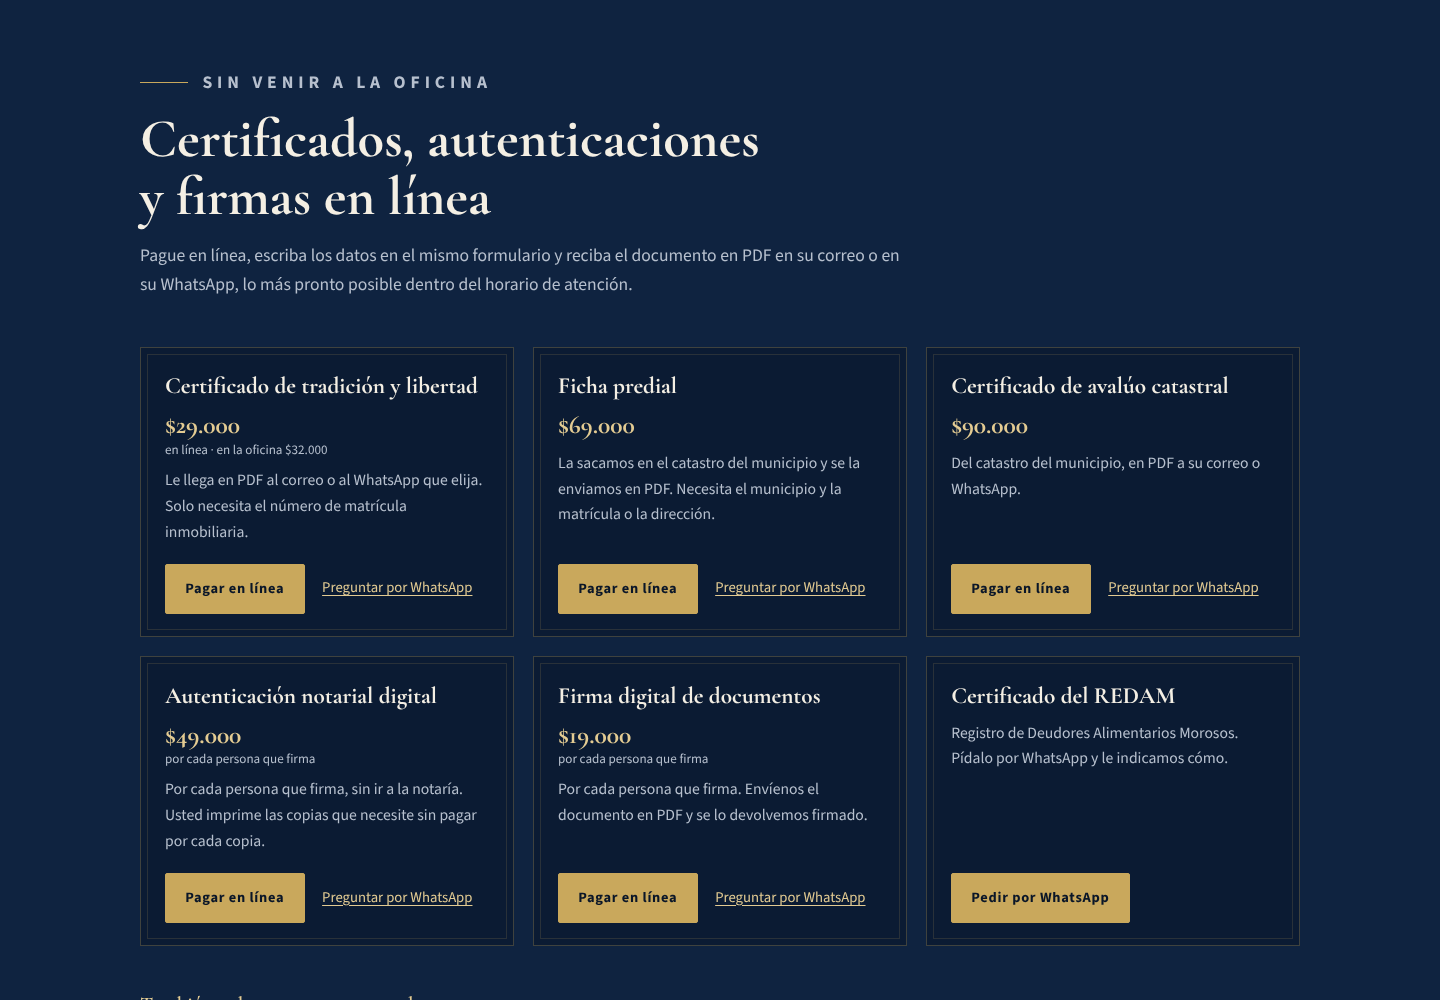 SIN VENIR A LA OFICINA
Certificados, autenticaciones
y firmas en línea
Pague en línea, escriba los datos en el mismo formulario y reciba el documento en PDF en su correo o en
su WhatsApp, lo más pronto posible dentro del horario de atención.
Certificado de tradición y libertad
$29.000
en línea · en la oficina $32.000
Le llega en PDF al correo o al WhatsApp que elija.
Solo necesita el número de matrícula
inmobiliaria.
Pagar en línea Preguntar por WhatsApp
Ficha predial
$69.000
La sacamos en el catastro del municipio y se la
enviamos en PDF. Necesita el municipio y la
matrícula o la dirección.
Pagar en línea Preguntar por WhatsApp
Certificado de avalúo catastral
$90.000
Del catastro del municipio, en PDF a su correo o
WhatsApp.
Pagar en línea Preguntar por WhatsApp
Autenticación notarial digital
$49.000
por cada persona que firma
Por cada persona que firma, sin ir a la notaría.
Usted imprime las copias que necesite sin pagar
por cada copia.
Pagar en línea Preguntar por WhatsApp
Firma digital de documentos
$19.000
por cada persona que firma
Por cada persona que firma. Envíenos el
documento en PDF y se lo devolvemos firmado.
Pagar en línea Preguntar por WhatsApp
Certificado del REDAM
Registro de Deudores Alimentarios Morosos.
Pídalo por WhatsApp y le indicamos cómo.
Pedir por WhatsApp